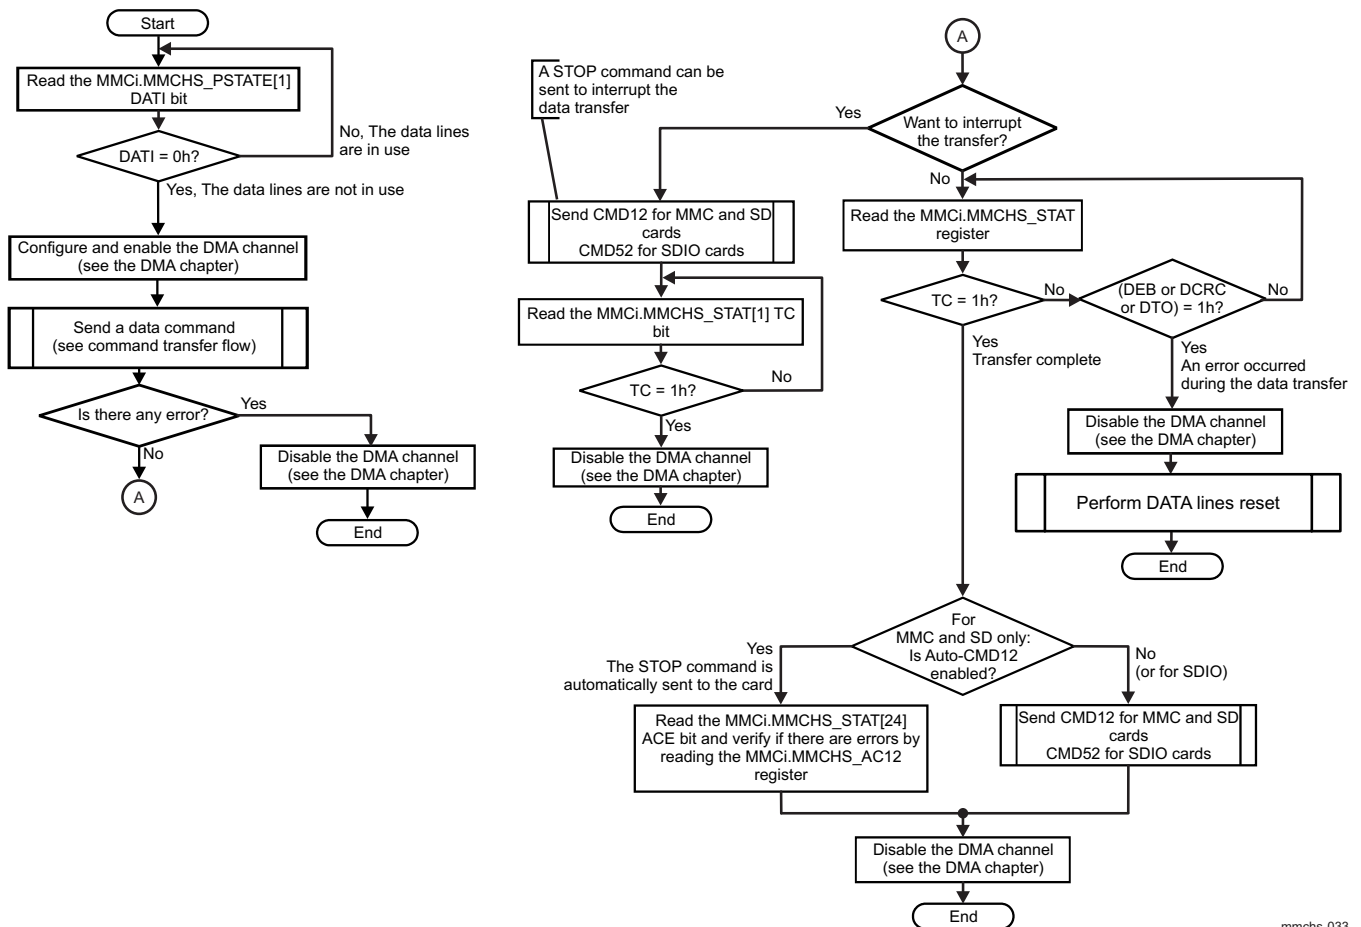 Start
Read the MMCi.MMCHS_PSTATE[1]
DATI bit
DATI = 0h?
No, The data lines
are in use
Yes, The data lines are not in use
Configure and enable the DMA channel
(see the DMA chapter)
Send a data command
(see command transfer flow)
Is there any error?
Yes
No
A
Disable the DMA channel
(see the DMA chapter)
End
A
A STOP command can be
sent to interrupt the
data transfer
Yes
Want to interrupt
the transfer?
No
Send CMD12 for MMC and SD
cards
CMD52 for SDIO cards
Read the MMCi.MMCHS_STAT[1] TC
bit
TC = 1h?
No
Yes
Disable the DMA channel
(see the DMA chapter)
End
Read the MMCi.MMCHS_STAT
register
TC = 1h?
No
(DEB or DCRC
or DTO) = 1h?
No
Yes
Transfer complete
Yes
An error occurred
during the data transfer
Disable the DMA channel
(see the DMA chapter)
Perform DATA lines reset
End
For
MMC and SD only:
Is Auto-CMD12
enabled?
Yes
The STOP command is
automatically sent to the card
No
(or for SDIO)
Read the MMCi.MMCHS_STAT[24]
ACE bit and verify if there are errors by
reading the MMCi.MMCHS_AC12
register
Send CMD12 for MMC and SD
cards
CMD52 for SDIO cards
Disable the DMA channel
(see the DMA chapter)
End
mmchs-033